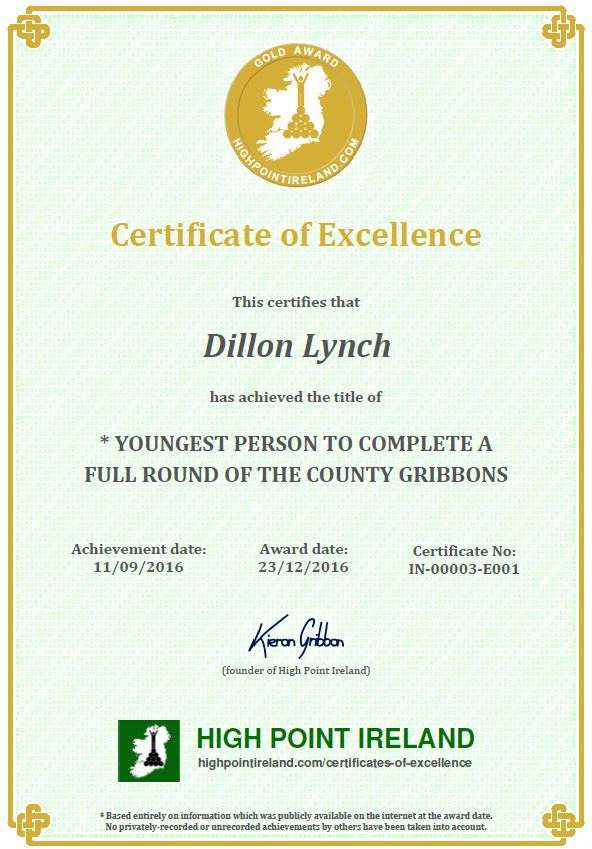 GOLD AWARD
HIGHPOINTIRELAND.COM
Certificate of Excellence
This certifies that
Dillon Lynch
has achieved the title of
* YOUNGEST PERSON TO COMPLETE A
FULL ROUND OF THE COUNTY GRIBBONS
Achievement date: Award date: Certificate No:
11/09/2016 23/12/2016 IN-00003-E001
Kieron Gribbon
(founder of High Point Ireland)
HIGH POINT IRELAND
highpointireland.com/certificates-of-excellence
* Based entirely on information which was publicly available on the internet at the award date.
No privately-recorded or unrecorded achievements by others have been taken into account.